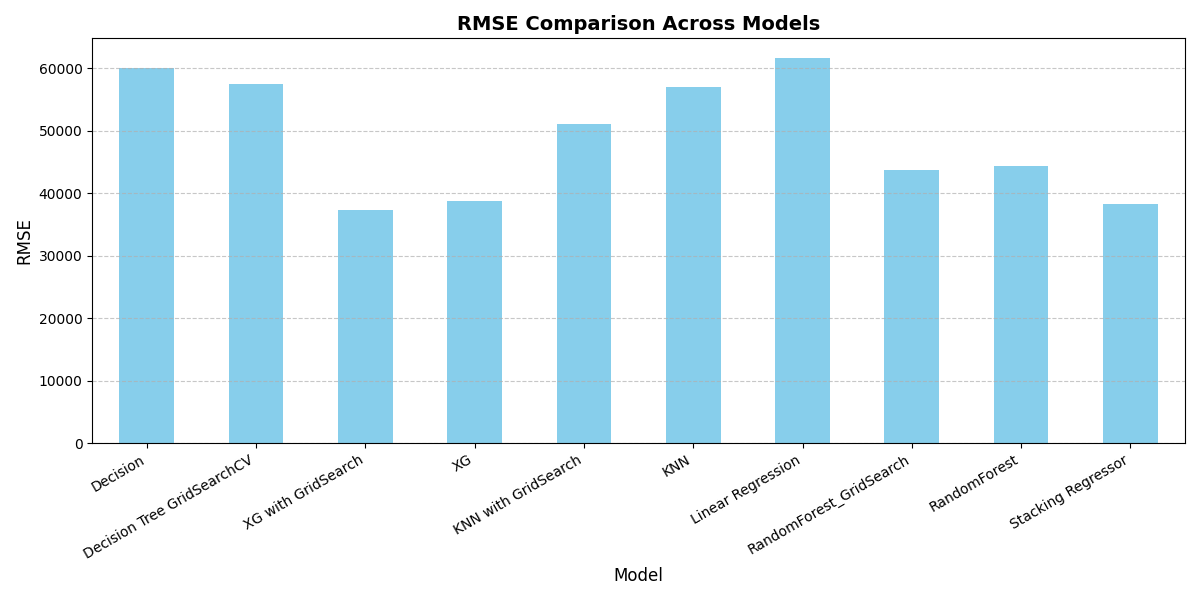 RMSE Comparison Across Models
RMSE
60000
50000
40000
30000
20000
10000
0
Decision
Decision Tree GridSearchCV
XG with GridSearch
XG
KNN with GridSearch
KNN
Linear Regression
RandomForest_GridSearch
RandomForest
Stacking Regressor
Model